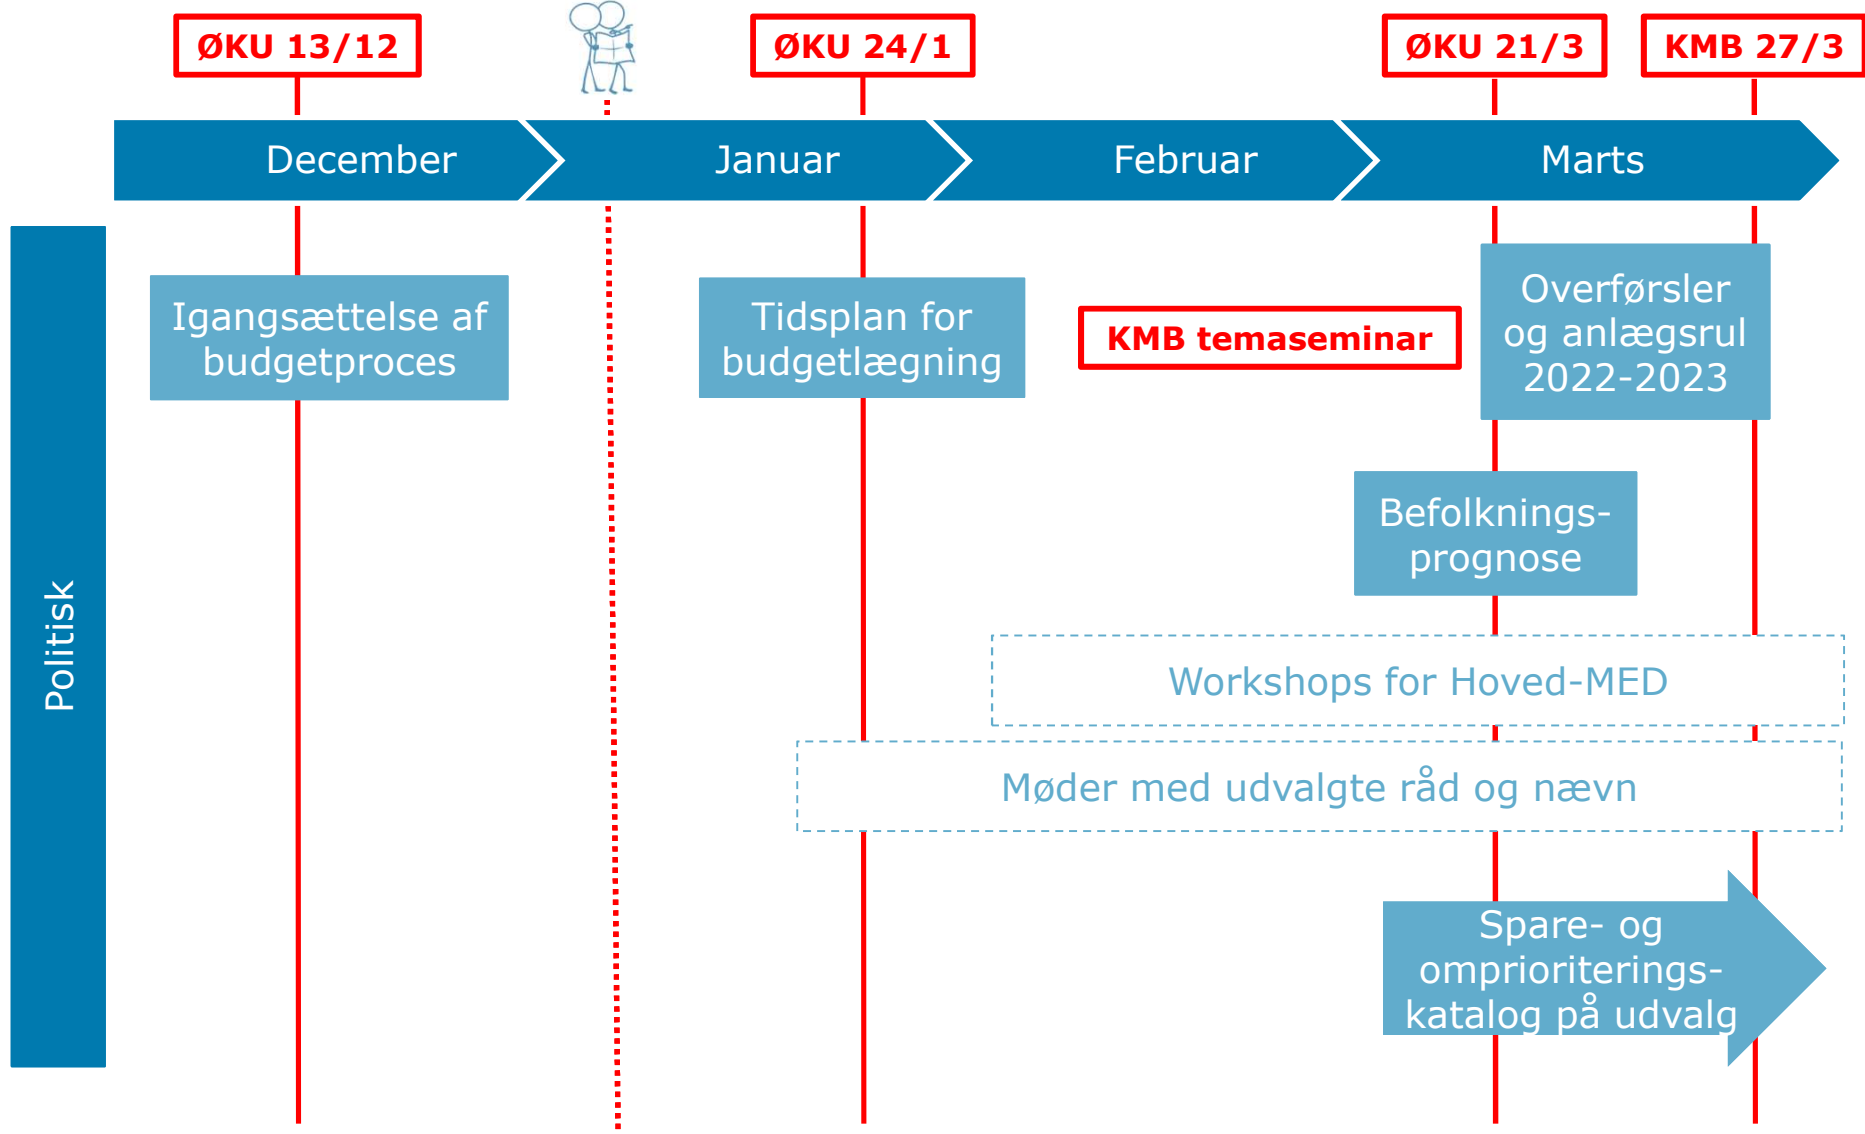 ØKU 13/12
ØKU 24/1
ØKU 21/3
KMB 27/3
December
Januar
Februar
Marts
Politisk
Igangsættelse af
budgetproces
Tidsplan for
budgetlægning
KMB temaseminar
Overførsler
og anlægsrul
2022-2023
Befolknings-
prognose
Workshops for Hoved-MED
Møder med udvalgte råd og nævn
Spare- og
omprioriterings-
katalog på udvalg